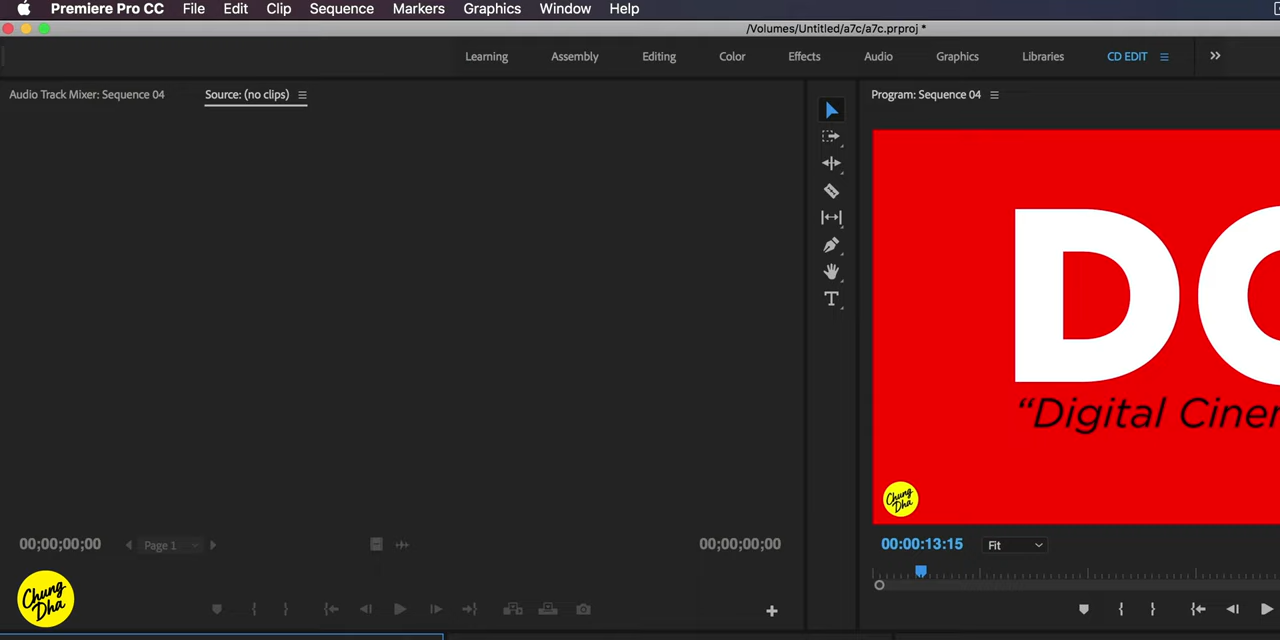 Premiere Pro CC File Edit Clip Sequence Markers Graphics Window Help
/Volumes/Untitled/a7c/a7c.prproj *
Learning Assembly Editing Color Effects Audio Graphics Libraries CD EDIT
Audio Track Mixer: Sequence 04 Source: (no clips) Program: Sequence 04
T
“Digital Cine
Chung
Dha
00;00;00;00 Page 1 00;00;00;00 00:00:13:15 Fit
Chung
Dha